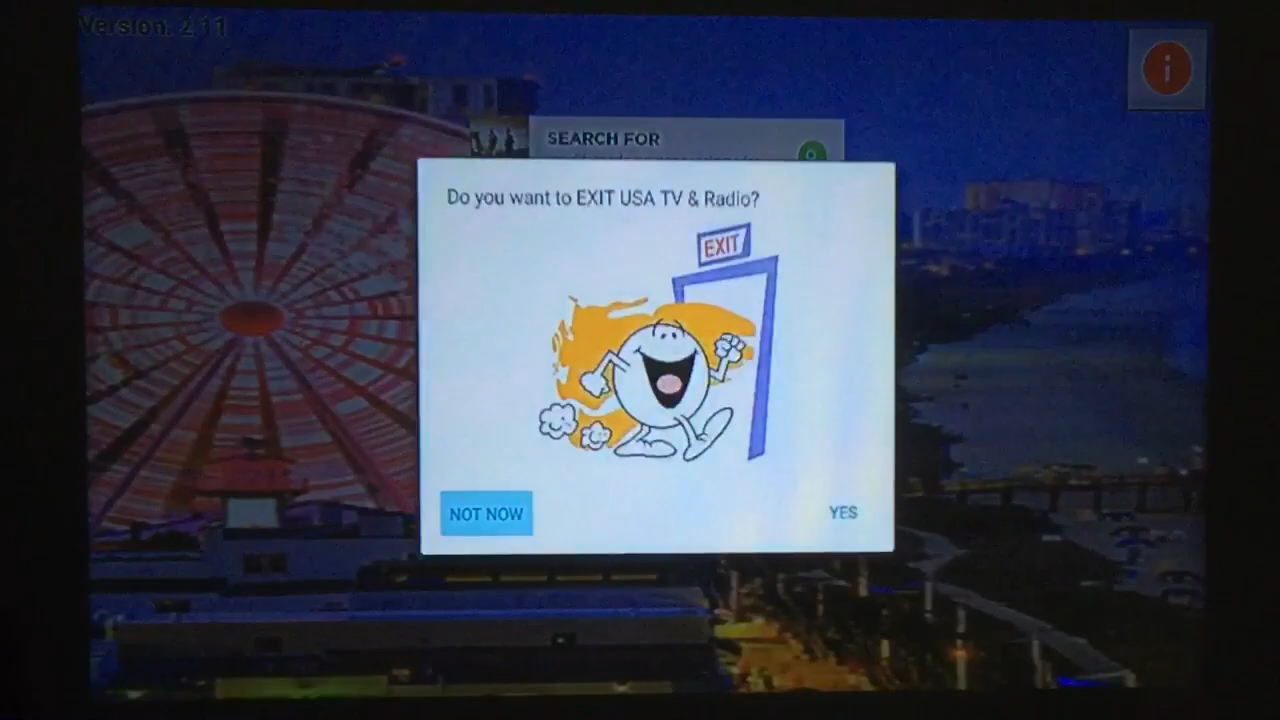 Version: 2.11
SEARCH FOR
Do you want to EXIT USA TV & Radio?
EXIT
NOT NOW
YES